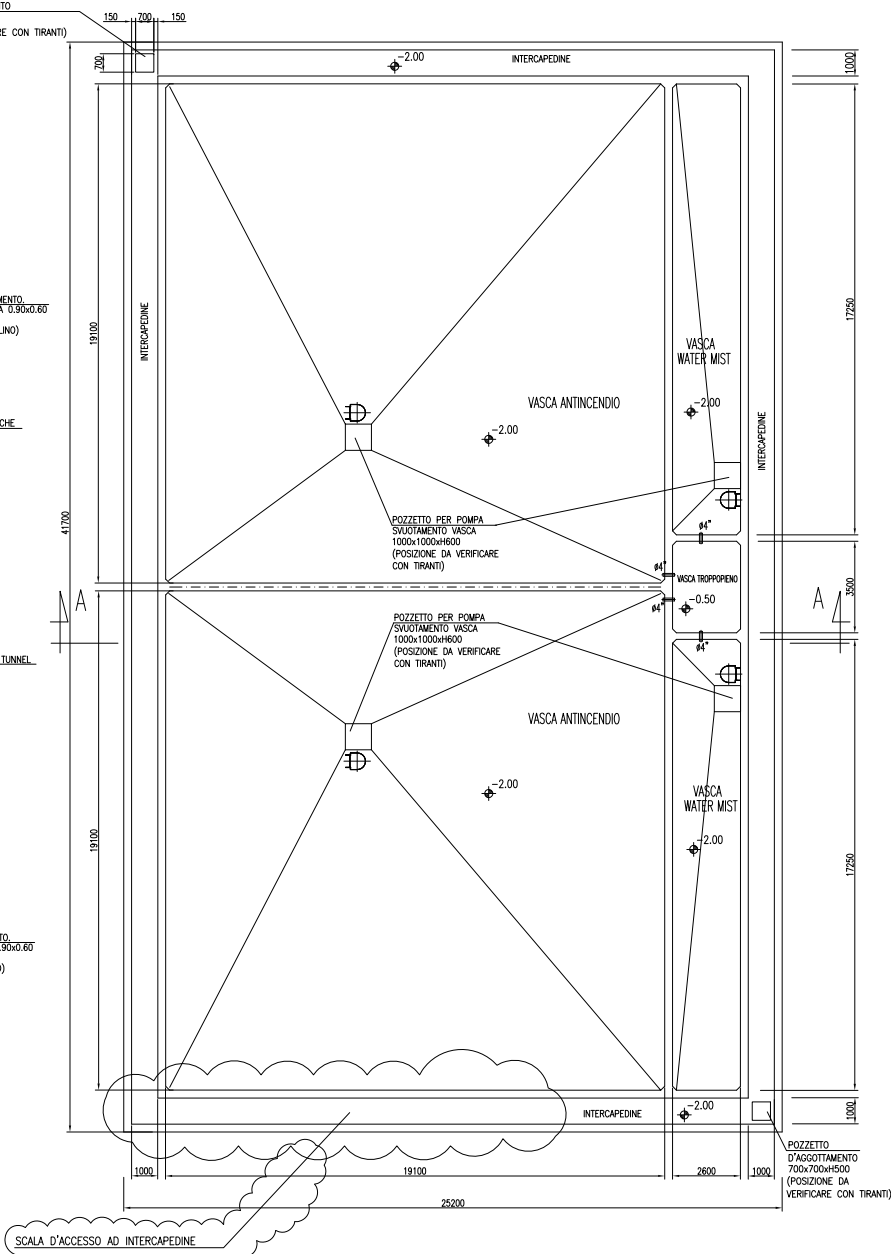 TO
RE CON TIRANTI)
150 700 150
700
-2.00
INTERCAPEDINE
1000
MENTO.
A 0.90x0.60
LINO)
CHE
19100
INTERCAPEDINE
17250
VASCA
WATER MIST
-2.00
VASCA ANTINCENDIO
-2.00
INTERCAPEDINE
41700
POZZETTO PER POMPA
SVUOTAMENTO VASCA
1000x1000xH600
(POSIZIONE DA VERIFICARE
CON TIRANTI)
ø4"
ø4"
VASCA TROPPOPIENO
-0.50
3500
ø4"
ø4"
A
A
POZZETTO PER POMPA
SVUOTAMENTO VASCA
1000x1000xH600
(POSIZIONE DA VERIFICARE
CON TIRANTI)
TUNNEL
VASCA ANTINCENDIO
-2.00
VASCA
WATER MIST
-2.00
19100
17250
TO.
.90x0.60
)
INTERCAPEDINE
-2.00
1000
POZZETTO
D'AGGOTTAMENTO
700x700xH500
(POSIZIONE DA
VERIFICARE CON TIRANTI)
1000 19100 2600 1000
25200
SCALA D'ACCESSO AD INTERCAPEDINE